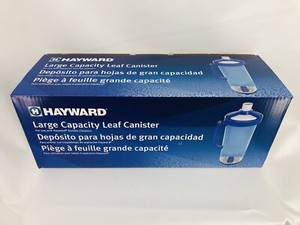 HAYWARD
Large Capacity Leaf Canister
Depósito para hojas de gran capacidad
Piège à feuille grande capacité
HAYWARD
Large Capacity Leaf Canister
Depósito para hojas de gran capacidad
Piège à feuille grande capacité